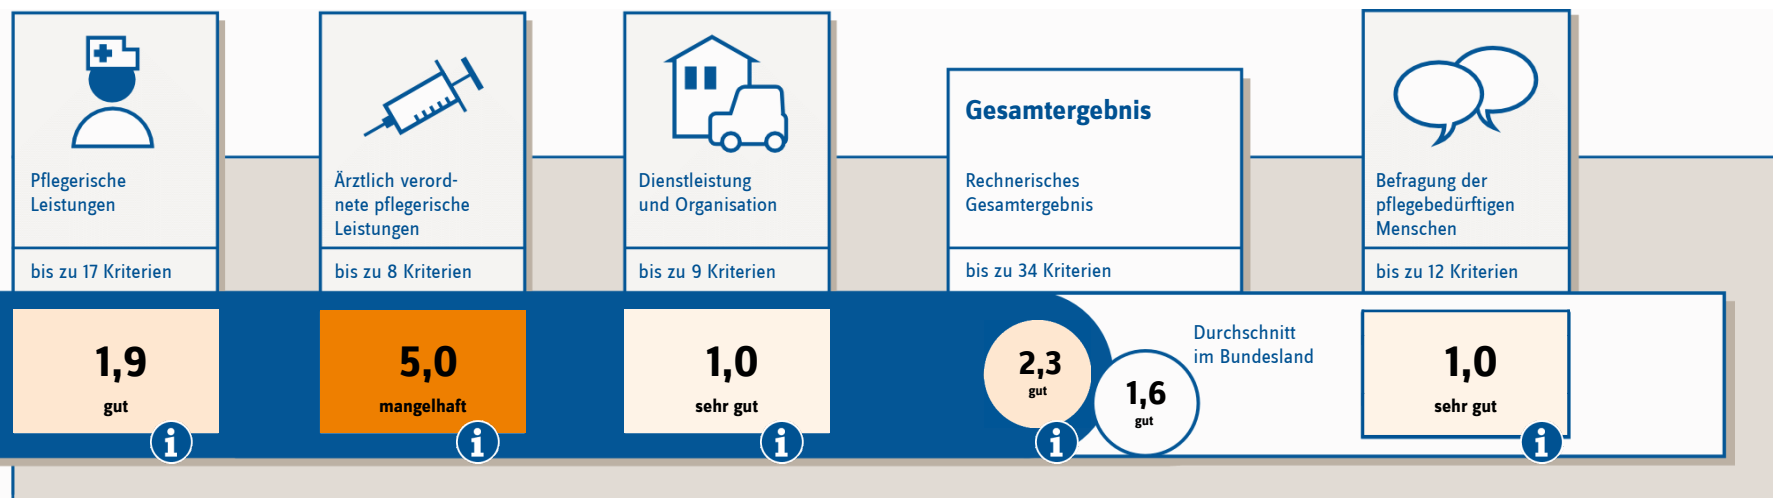 Pflegerische
Leistungen
bis zu 17 Kriterien
1,9
gut
Ärztlich verord-
nete pflegerische
Leistungen
bis zu 8 Kriterien
5,0
mangelhaft
Dienstleistung
und Organisation
bis zu 9 Kriterien
1,0
sehr gut
Gesamtergebnis
Rechnerisches
Gesamtergebnis
bis zu 34 Kriterien
2,3
gut
1,6
gut
Durchschnitt
im Bundesland
Befragung der
pflegebedürftigen
Menschen
bis zu 12 Kriterien
1,0
sehr gut